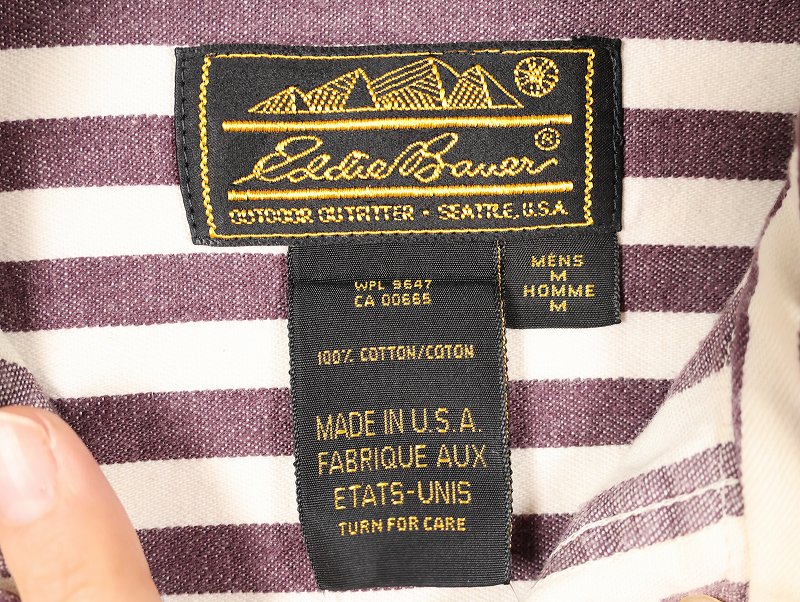 Eddie Bauer®
OUTDOOR OUTFITTER • SEATTLE, U.S.A.
MENS
M
HOMME
M
WPL 9647
CA 00665
100% COTTON/COTON
MADE IN U.S.A.
FABRIQUE AUX
ETATS-UNIS
TURN FOR CARE